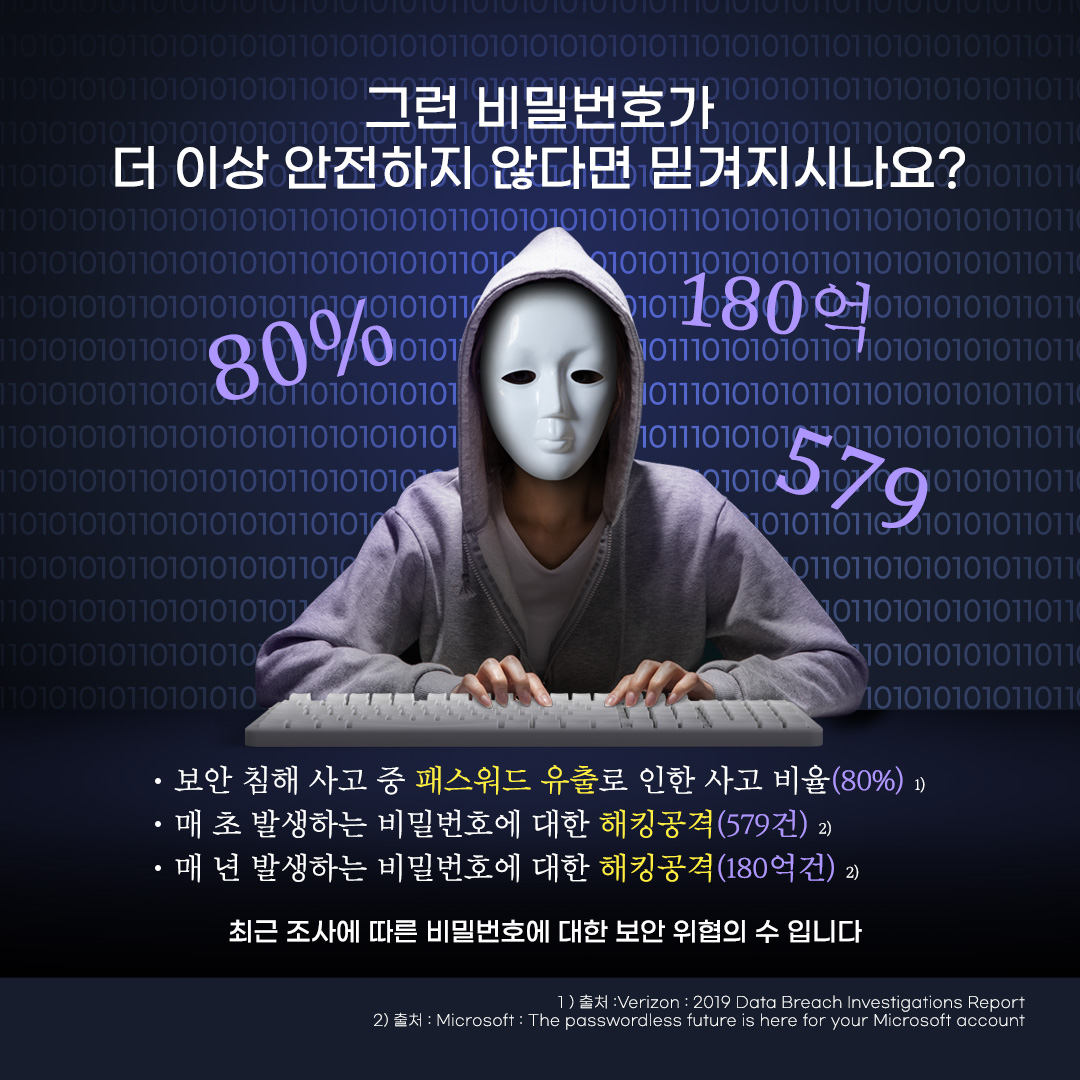 그런 비밀번호가
더 이상 안전하지 않다면 믿겨지시나요?
80%
180억
579
• 보안 침해 사고 중 패스워드 유출로 인한 사고 비율(80%) 1)
• 매 초 발생하는 비밀번호에 대한 해킹공격(579건) 2)
• 매 년 발생하는 비밀번호에 대한 해킹공격(180억건) 2)
최근 조사에 따른 비밀번호에 대한 보안 위협의 수 입니다
1 ) 출처 :Verizon : 2019 Data Breach Investigations Report
2) 출처 : Microsoft : The passwordless future is here for your Microsoft account